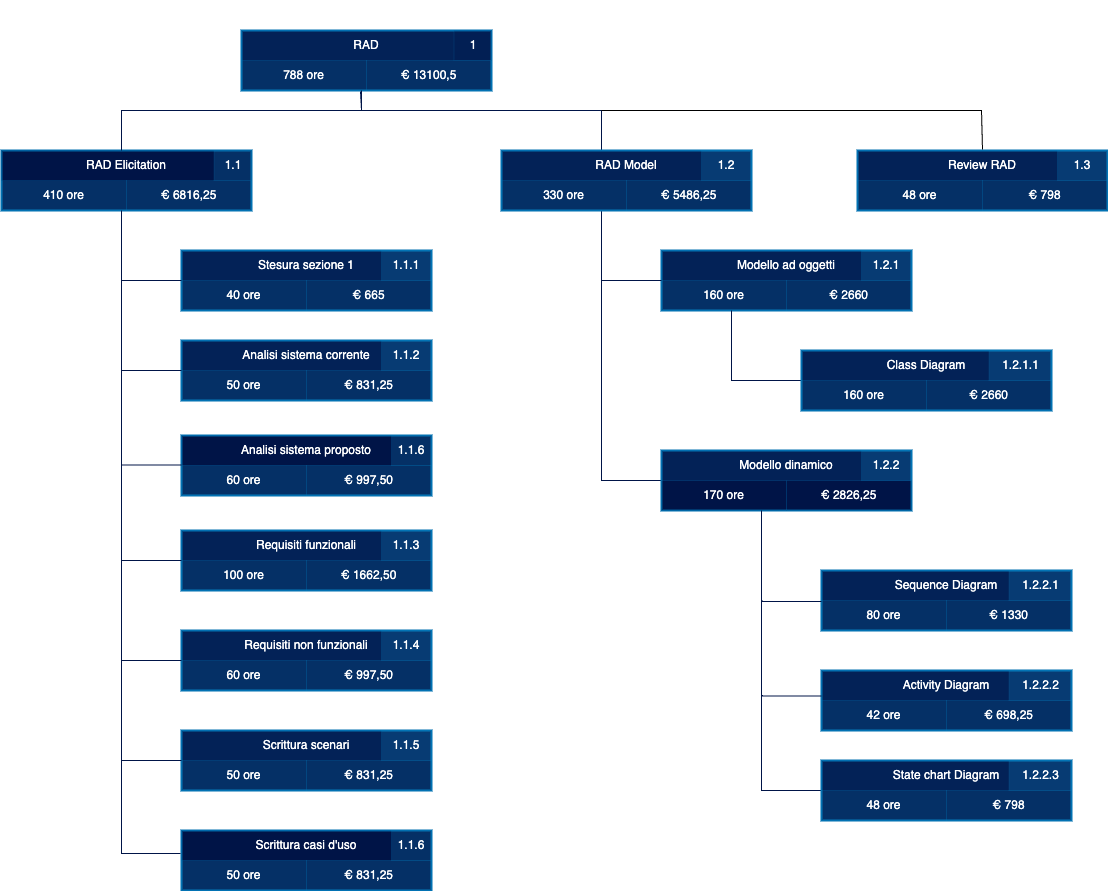 RAD 1
788 ore € 13100,5
RAD Elicitation 1.1
410 ore € 6816,25
RAD Model 1.2
330 ore € 5486,25
Review RAD 1.3
48 ore € 798
Stesura sezione 1 1.1.1
40 ore € 665
Analisi sistema corrente 1.1.2
50 ore € 831,25
Analisi sistema proposto 1.1.6
60 ore € 997,50
Requisiti funzionali 1.1.3
100 ore € 1662,50
Requisiti non funzionali 1.1.4
60 ore € 997,50
Scrittura scenari 1.1.5
50 ore € 831,25
Scrittura casi d'uso 1.1.6
50 ore € 831,25
Modello ad oggetti 1.2.1
160 ore € 2660
Class Diagram 1.2.1.1
160 ore € 2660
Modello dinamico 1.2.2
170 ore € 2826,25
Sequence Diagram 1.2.2.1
80 ore € 1330
Activity Diagram 1.2.2.2
42 ore € 698,25
State chart Diagram 1.2.2.3
48 ore € 798